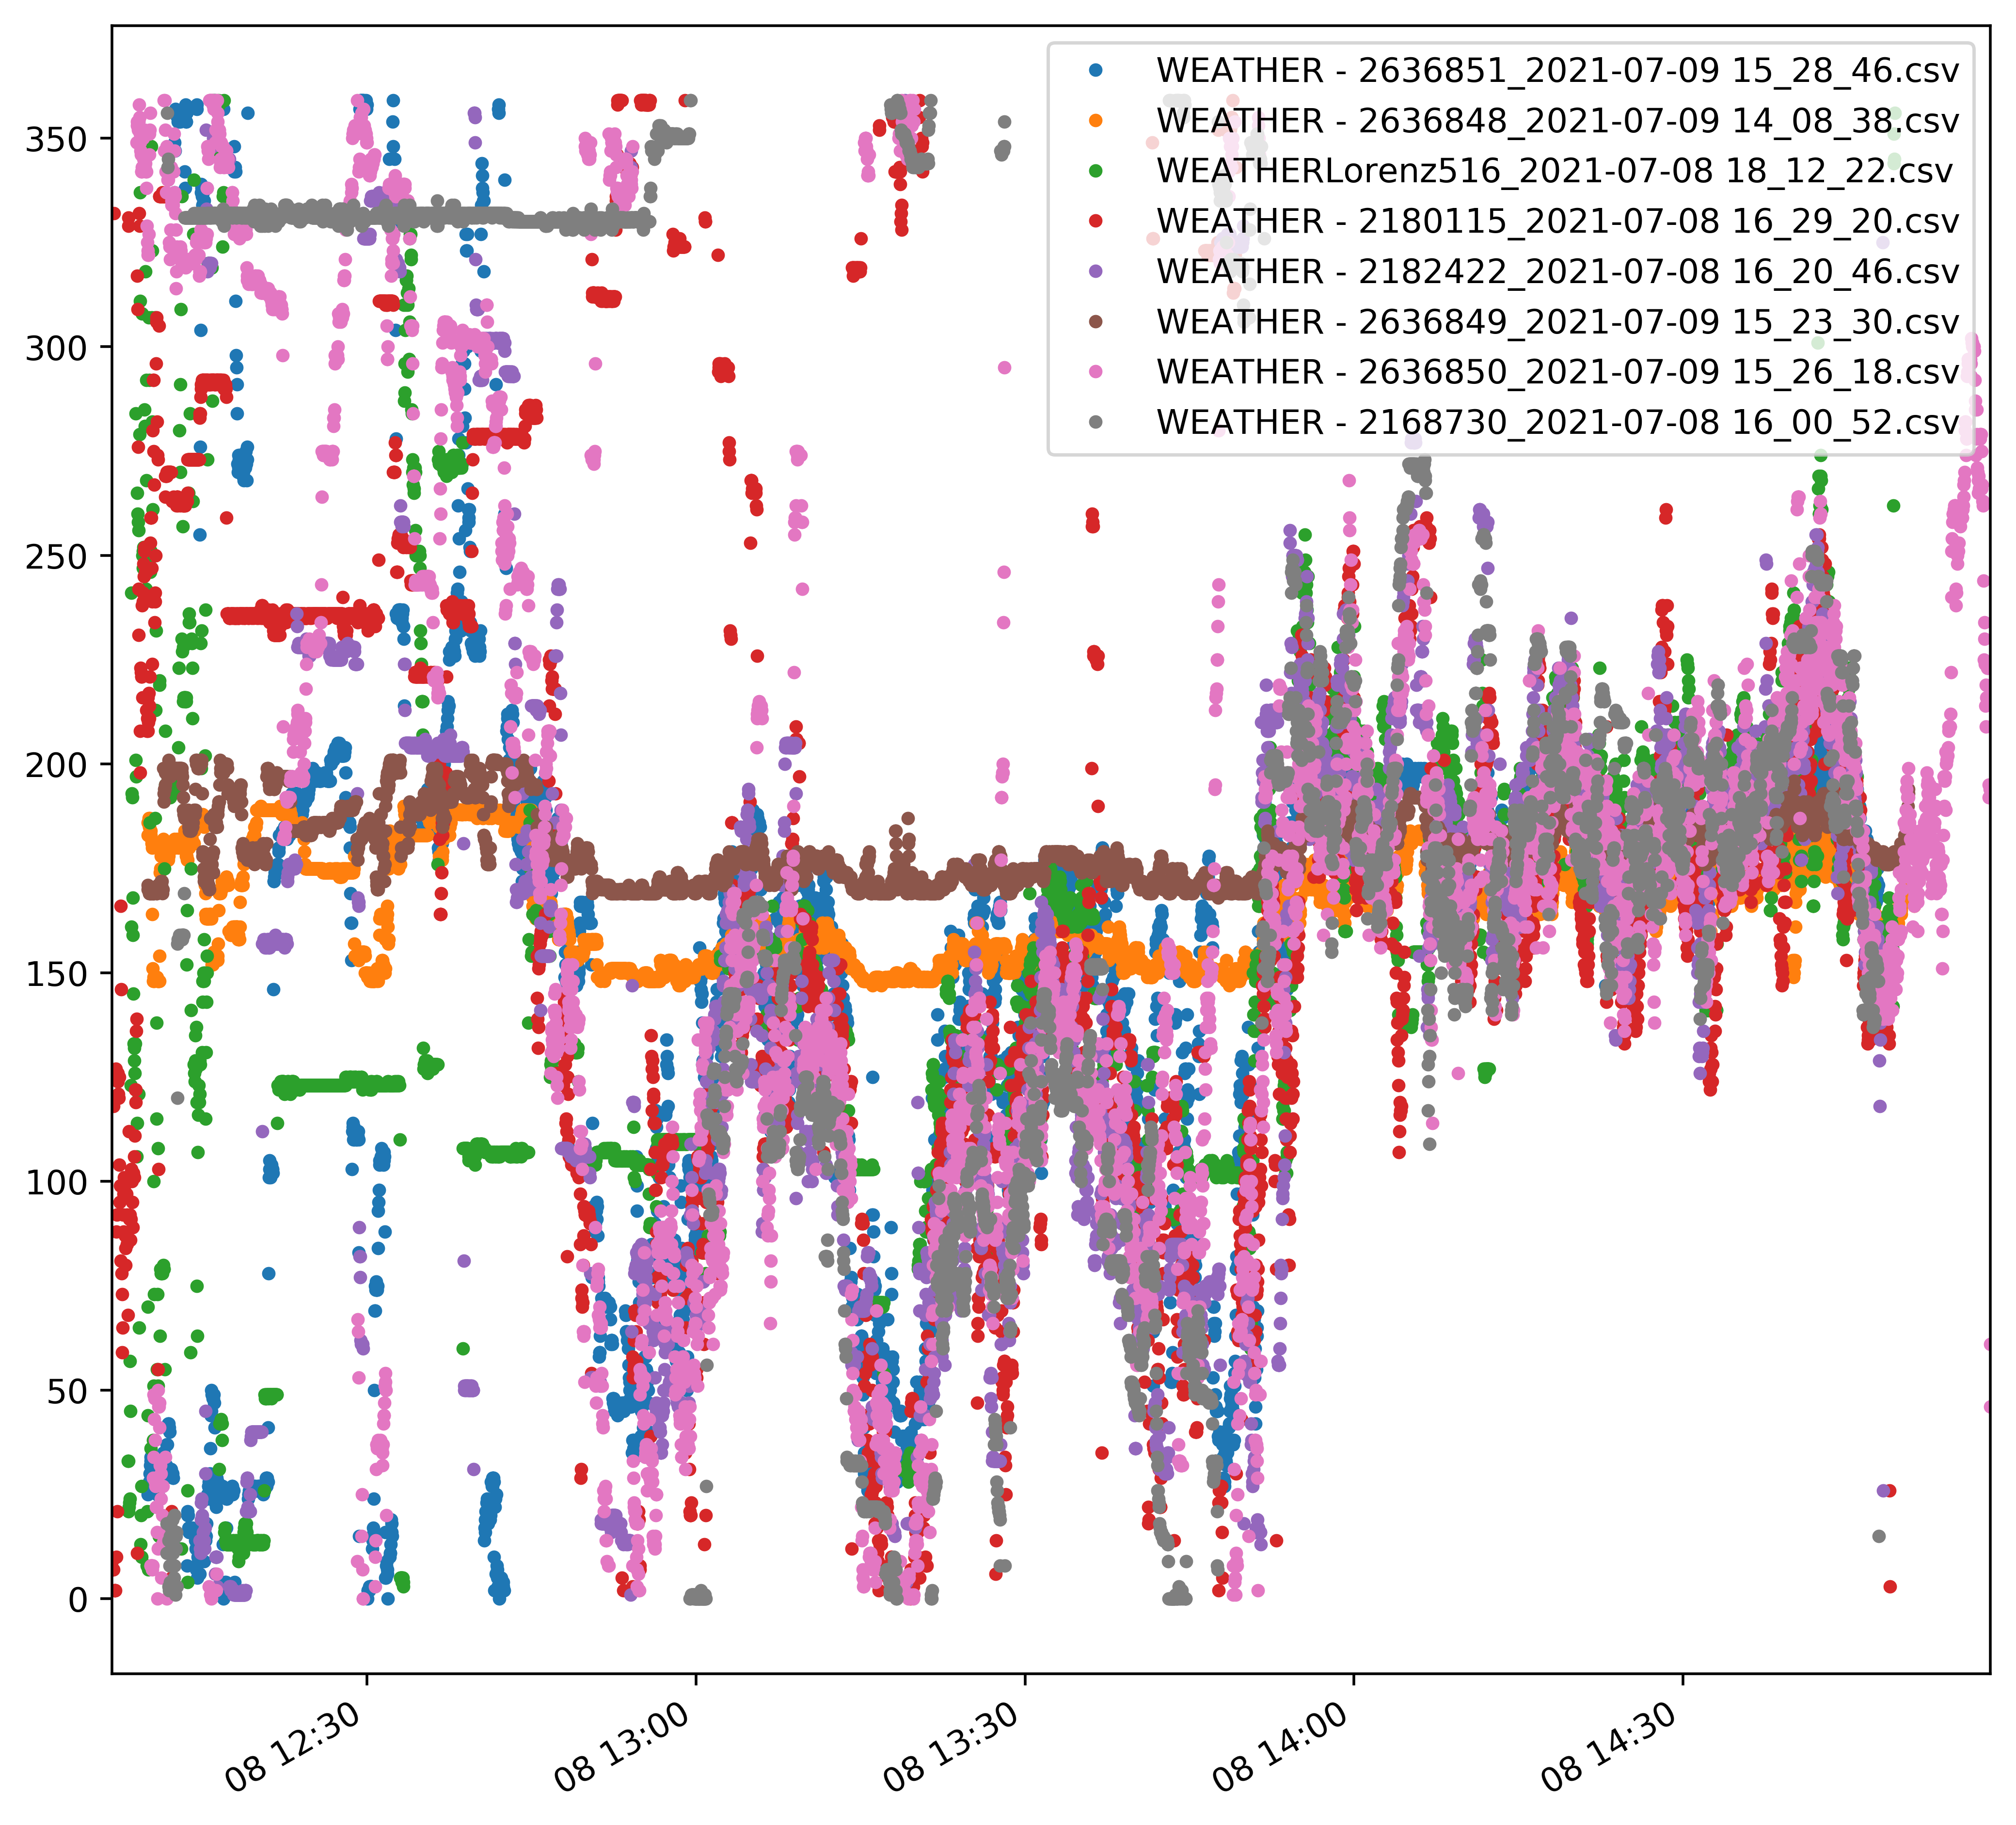 WEATHER - 2636851_2021-07-09 15_28_46.csv
WEATHER - 2636848_2021-07-09 14_08_38.csv
WEATHERLorenz516_2021-07-08 18_12_22.csv
WEATHER - 2180115_2021-07-08 16_29_20.csv
WEATHER - 2182422_2021-07-08 16_20_46.csv
WEATHER - 2636849_2021-07-09 15_23_30.csv
WEATHER - 2636850_2021-07-09 15_26_18.csv
WEATHER - 2168730_2021-07-08 16_00_52.csv
350
300
250
200
150
100
50
0
08 12:30
08 13:00
08 13:30
08 14:00
08 14:30